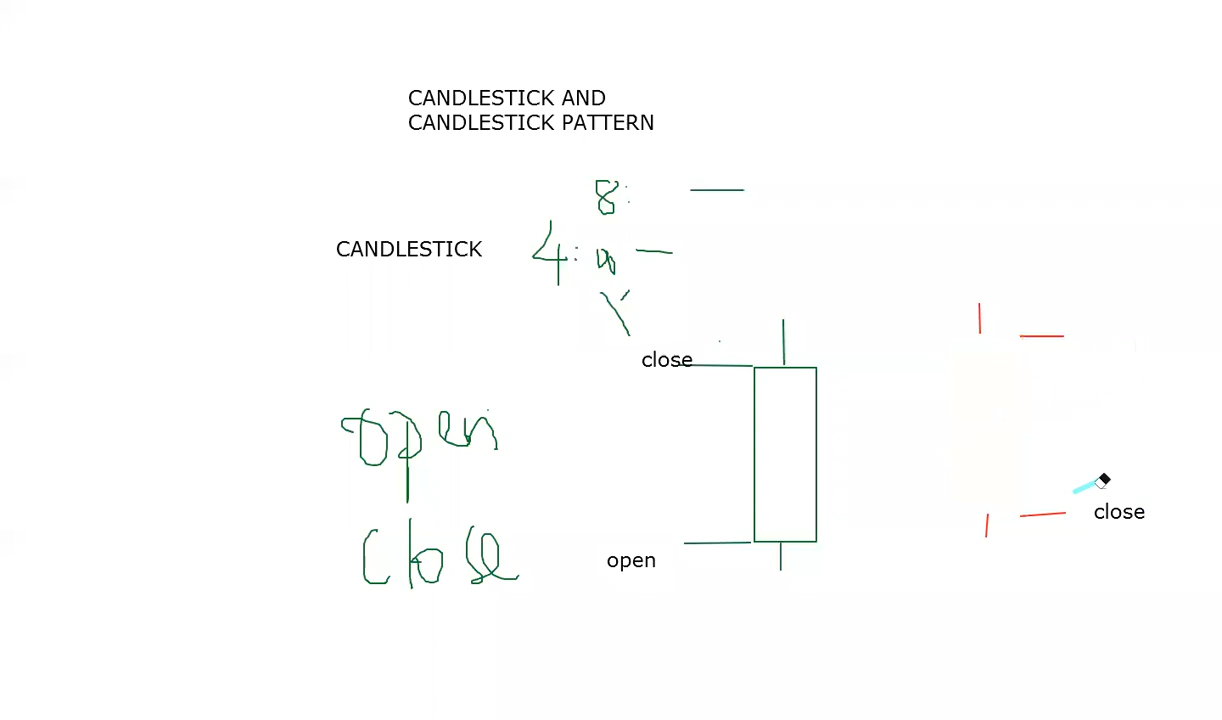 CANDLESTICK AND
CANDLESTICK PATTERN
8:
CANDLESTICK
4:
close
open
close
close
open